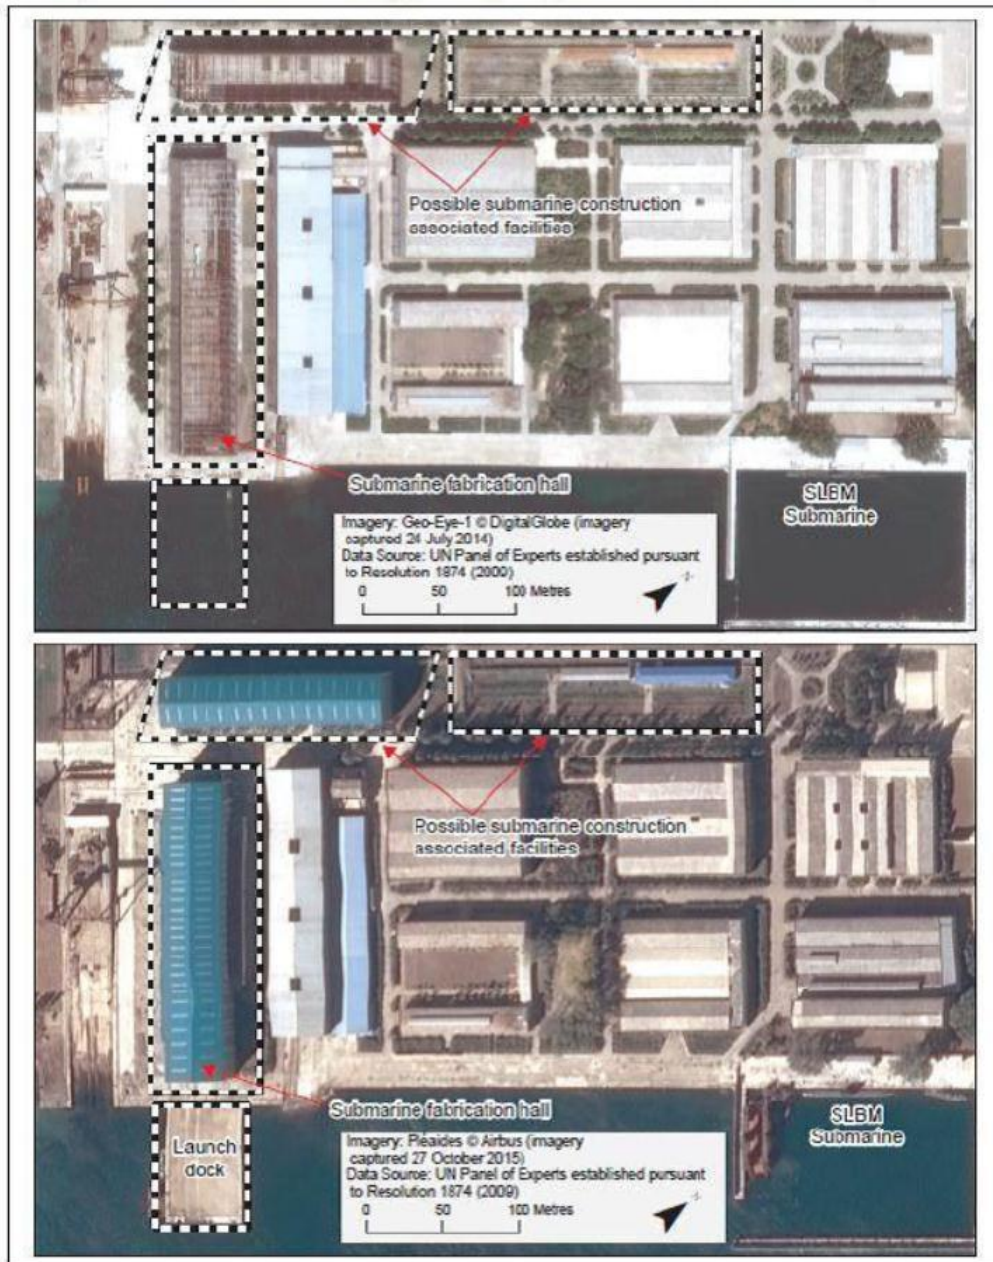 Possible submarine construction
associated facilities
Submarine fabrication hall
SLBM
Submarine
Imagery: Geo-Eye-1 © DigitalGlobe (imagery
captured 24 July 2014)
Data Source: UN Panel of Experts established pursuant
to Resolution 1874 (2009)
0 50 100 Metres
Possible submarine construction
associated facilities
Submarine fabrication hall
Launch
dock
SLBM
Submarine
Imagery: Pléaides © Airbus (imagery
captured 27 October 2015)
Data Source: UN Panel of Experts established pursuant
to Resolution 1874 (2009)
0 50 100 Metres